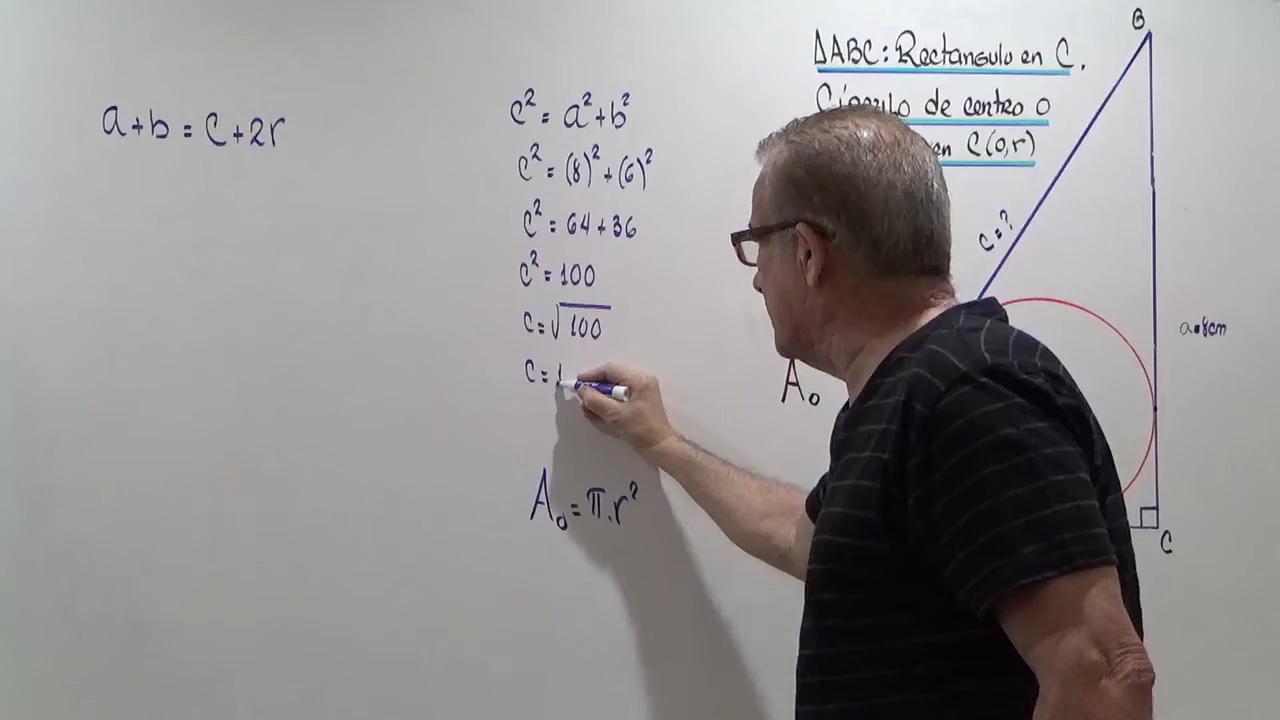 a+b = c+2r
c² = a²+b²
c² = (8)²+(6)²
c² = 64+36
c² = 100
c = √100
c =
A₀ = π.r²
ΔABC: Rectangulo en C.
de centro o
en C(o,r)
B
c = ?
a=8cm
A₀
C